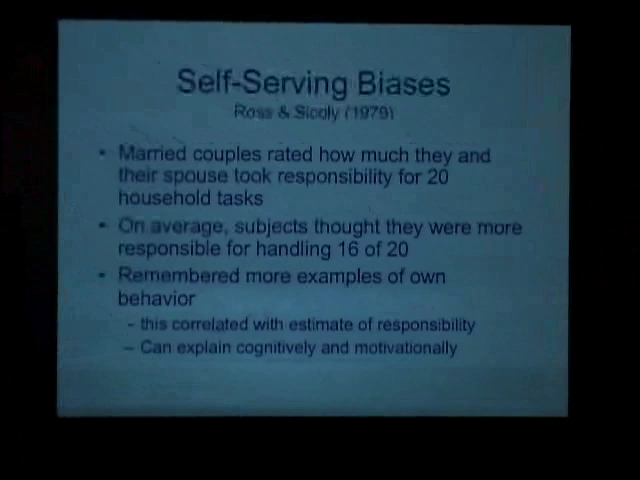 Self-Serving Biases
Ross & Sicoly (1979)
• Married couples rated how much they and
their spouse took responsibility for 20
household tasks
• On average, subjects thought they were more
responsible for handling 16 of 20
• Remembered more examples of own
behavior
– this correlated with estimate of responsibility
– Can explain cognitively and motivationally